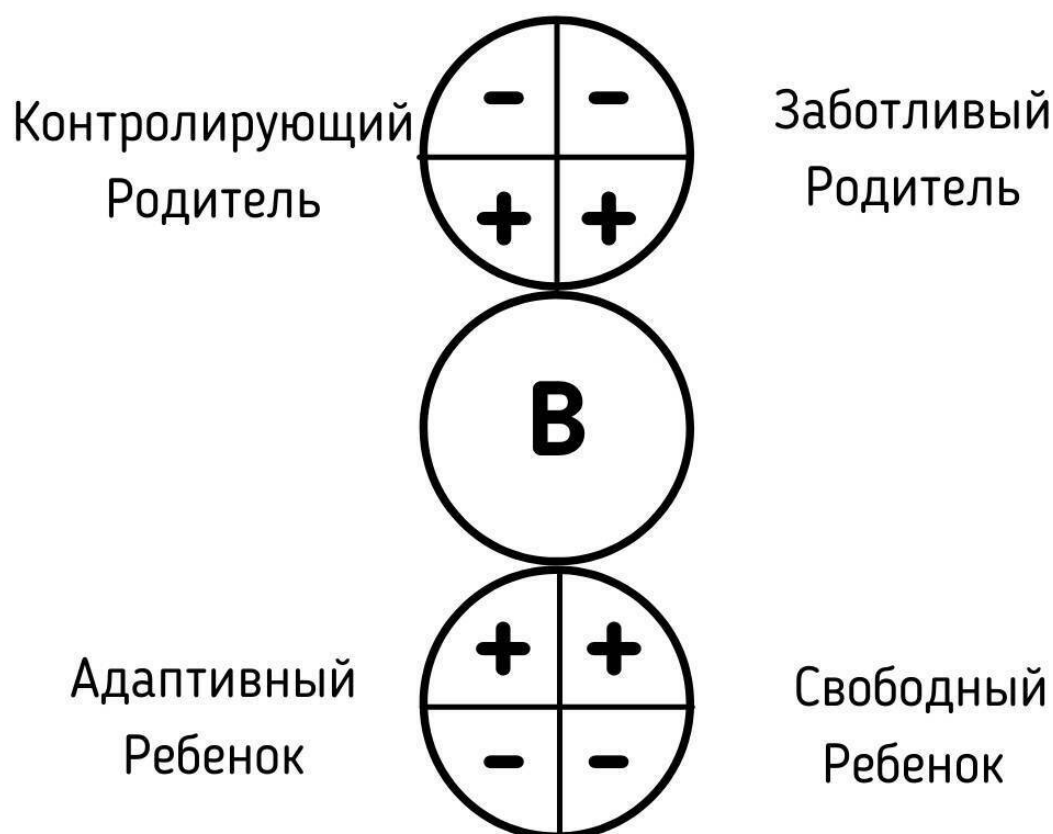 - -
Контролирующий
Родитель
Заботливый
Родитель
+ +
В
+ +
Адаптивный
Ребенок
Свободный
Ребенок
- -